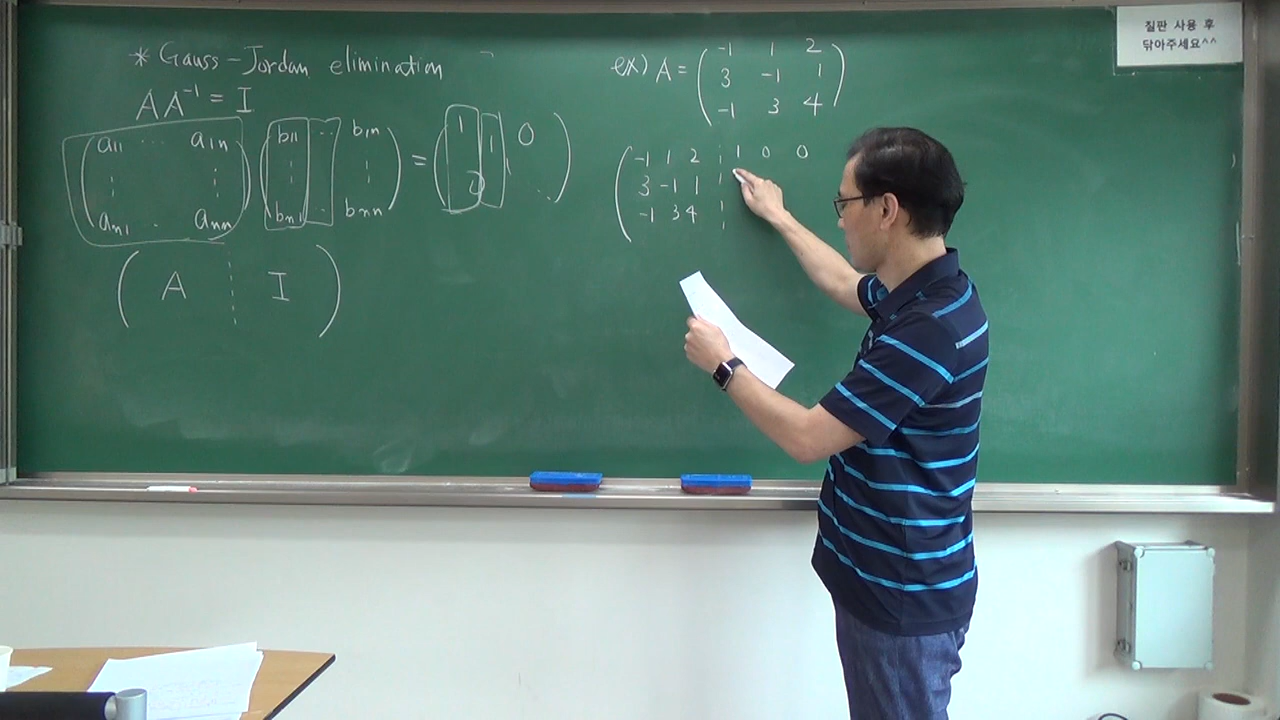 * Gauss-Jordan elimination
A A⁻¹ = I
( a₁₁ ⋯ a₁ₙ ) ( b₁₁ ⋯ b₁ₙ ) = ( 1 1 0 )
( ⋮ ⋮ ) ( ⋮ ⋮ ) ( ⋱ )
( aₙ₁ ⋯ aₙₙ ) ( bₙ₁ ⋯ bₙₙ ) ( 0 )
( A ¦ I )
ex) A = ( -1 1 2 )
( 3 -1 1 )
( -1 3 4 )
( -1 1 2 ¦ 1 0 0
( 3 -1 1 ¦
( -1 3 4 ¦
칠판 사용 후
닦아주세요^^